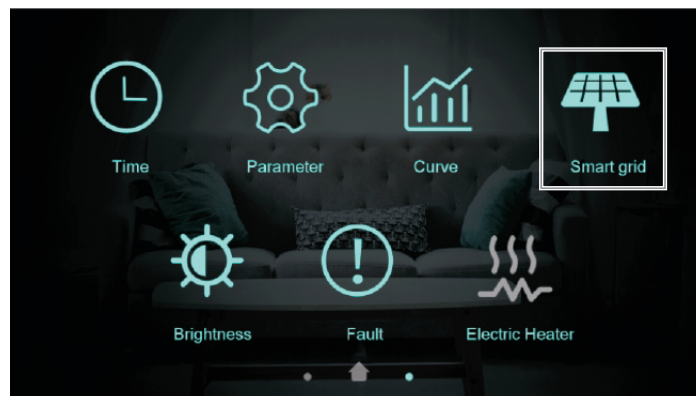 Time
Parameter
Curve
Smart grid
Brightness
Fault
Electric Heater